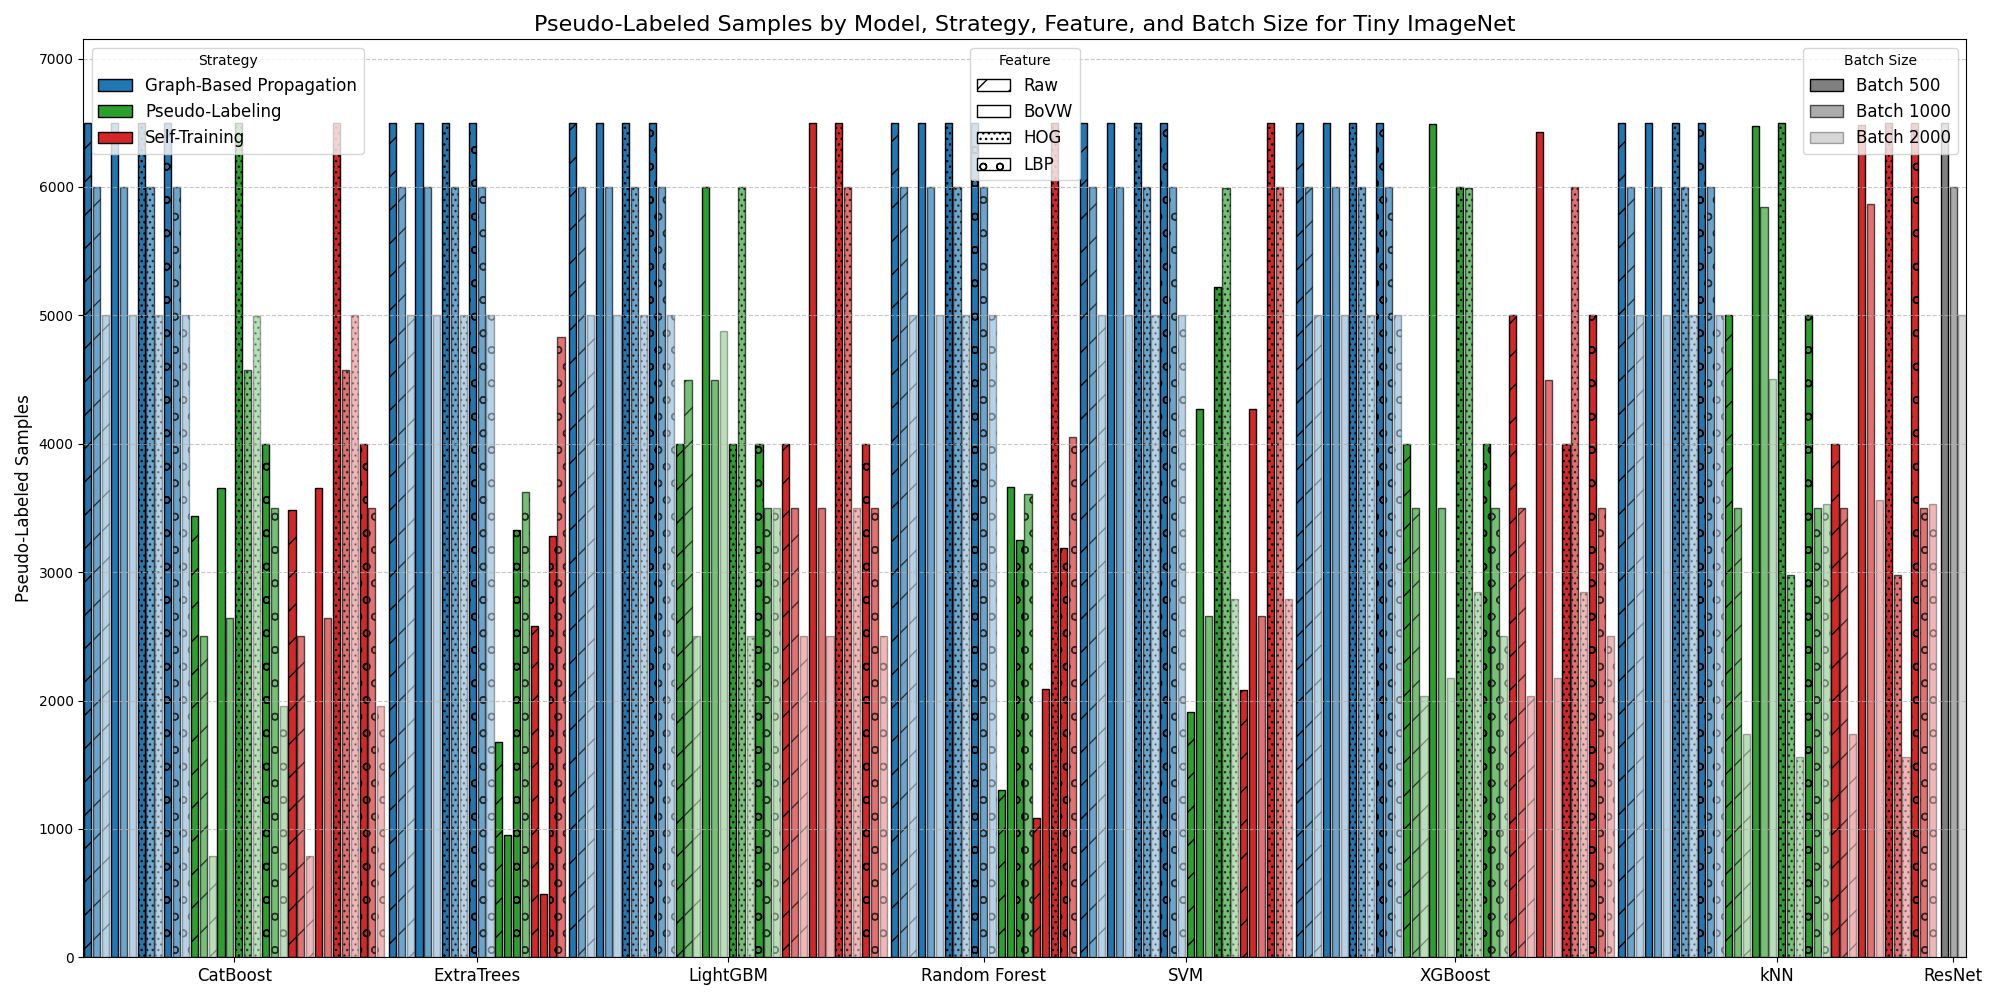 Pseudo-Labeled Samples by Model, Strategy, Feature, and Batch Size for Tiny ImageNet
Pseudo-Labeled Samples
7000
6000
5000
4000
3000
2000
1000
0
Strategy
Graph-Based Propagation
Pseudo-Labeling
Self-Training
Feature
Raw
BoVW
HOG
LBP
Batch Size
Batch 500
Batch 1000
Batch 2000
CatBoost
ExtraTrees
LightGBM
Random Forest
SVM
XGBoost
kNN
ResNet